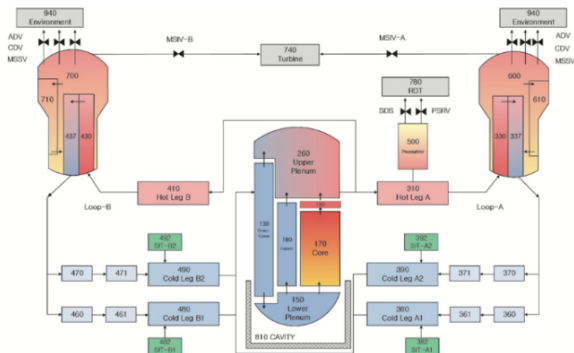 940
Environment
ADV
CDV
MSSV
MSIV-B
740
Turbine
MSIV-A
940
Environment
ADV
CDV
MSSV
700
710
437
430
780
RDT
SDS
PSRV
500
600
610
330
337
410
Hot Leg B
Loop-B
260
Upper
Plenum
310
Hot Leg A
Loop-A
130
170
Core
492
SIT-B2
470
471
490
Cold Leg B2
460
461
480
Cold Leg B1
482
SIT-B1
150
Lower
Plenum
810 CAVITY
392
SIT-A2
390
Cold Leg A2
371
370
380
Cold Leg A1
361
360
382
SIT-A1